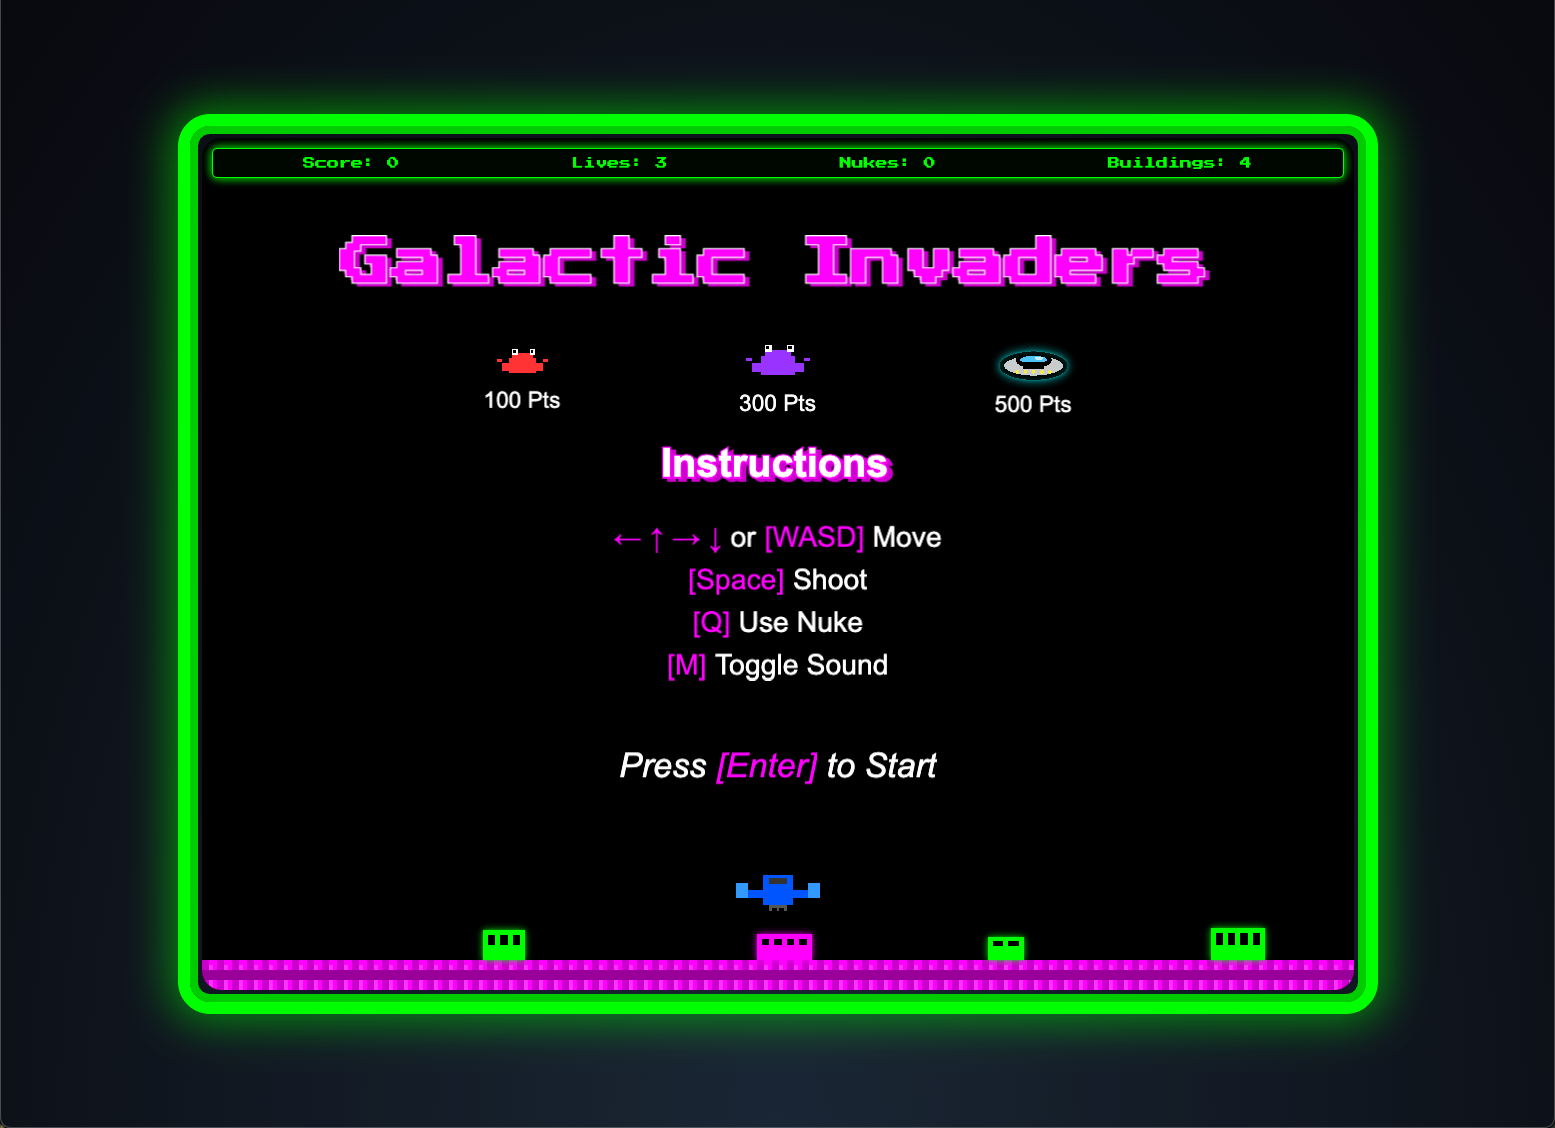 Score: 0 Lives: 3 Nukes: 0 Buildings: 4
Galactic Invaders
100 Pts 300 Pts 500 Pts
Instructions
←↑→↓ or [WASD] Move
[Space] Shoot
[Q] Use Nuke
[M] Toggle Sound
Press [Enter] to Start